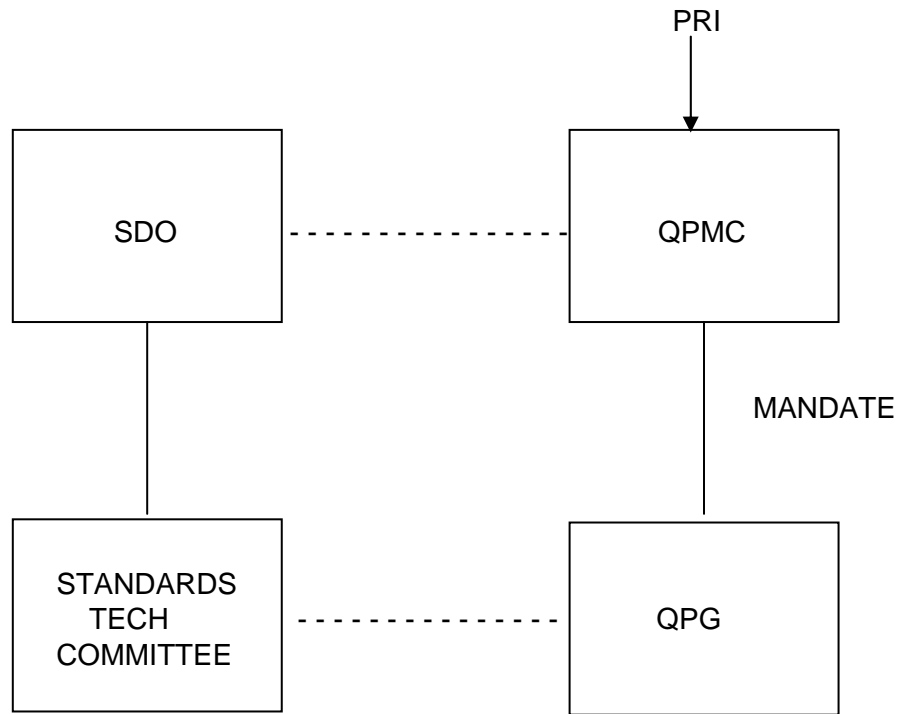 PRI
SDO
QPMC
MANDATE
STANDARDS
TECH
COMMITTEE
QPG